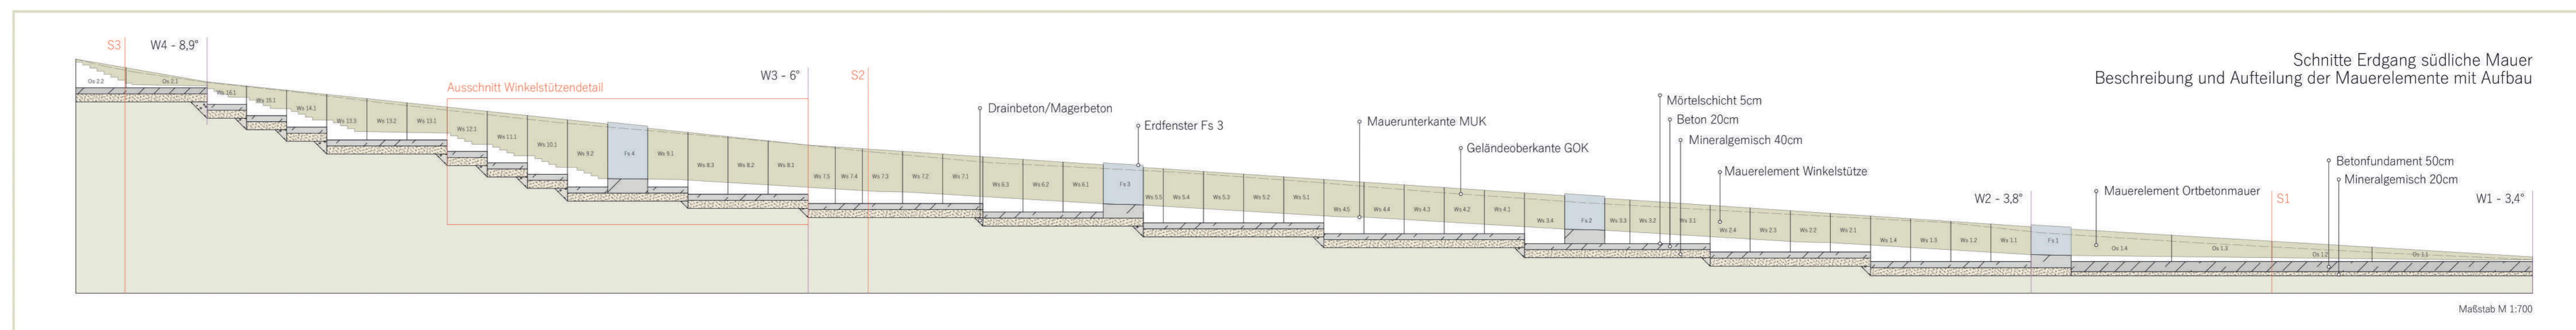 Schnitte Erdgang südliche Mauer
Beschreibung und Aufteilung der Mauerelemente mit Aufbau
S3
W4 - 8,9°
Ausschnitt Winkelstützendetail
W3 - 6°
S2
Drainbeton/Magerbeton
Erdfenster Fs 3
Mauerunterkante MUK
Geländeoberkante GOK
Mörtelschicht 5cm
Beton 20cm
Mineralgemisch 40cm
Mauerelement Winkelstütze
W2 - 3,8°
Mauerelement Ortbetonmauer
S1
Betonfundament 50cm
Mineralgemisch 20cm
W1 - 3,4°
Os 2.2
Os 2.1
Ws 16.1
Ws 15.1
Ws 14.1
Ws 13.3
Ws 13.2
Ws 13.1
Ws 12.1
Ws 11.1
Ws 10.1
Ws 9.2
Fs 4
Ws 9.1
Ws 8.3
Ws 8.2
Ws 8.1
Ws 7.5
Ws 7.4
Ws 7.3
Ws 7.2
Ws 7.1
Ws 6.3
Ws 6.2
Ws 6.1
Fs 3
Ws 5.5
Ws 5.4
Ws 5.3
Ws 5.2
Ws 5.1
Ws 4.5
Ws 4.4
Ws 4.3
Ws 4.2
Ws 4.1
Ws 3.4
Fs 2
Ws 3.3
Ws 3.2
Ws 3.1
Ws 2.4
Ws 2.3
Ws 2.2
Ws 2.1
Ws 1.4
Ws 1.3
Ws 1.2
Ws 1.1
Fs 1
Os 1.4
Os 1.3
Os 1.2
Os 1.1
Maßstab M 1:700